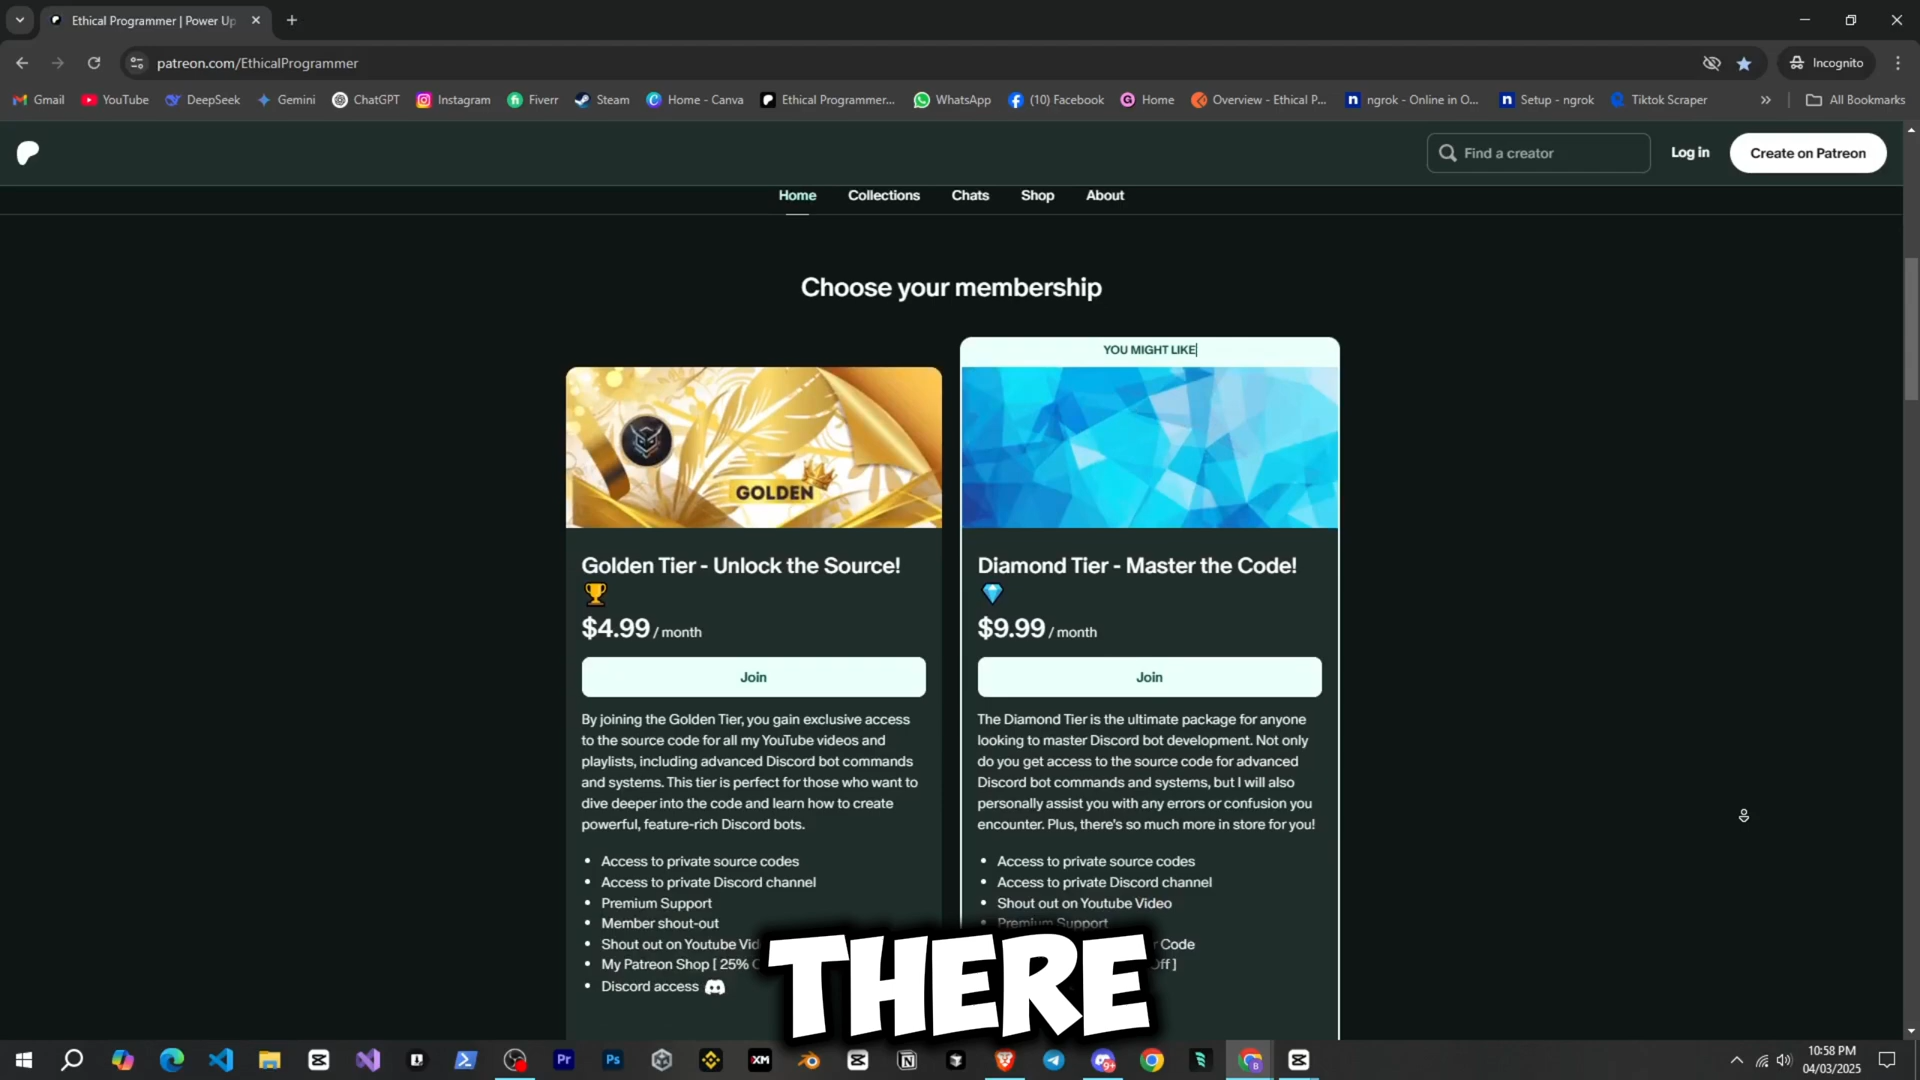 Ethical Programmer | Power Up
patreon.com/EthicalProgrammer
Incognito
Gmail
YouTube
DeepSeek
Gemini
ChatGPT
Instagram
Fiverr
Steam
Home - Canva
Ethical Programmer...
WhatsApp
(10) Facebook
Home
Overview - Ethical P...
ngrok - Online in O...
Setup - ngrok
Tiktok Scraper
All Bookmarks
Find a creator
Log in
Create on Patreon
Home
Collections
Chats
Shop
About
Choose your membership
GOLDEN
Golden Tier - Unlock the Source!
$4.99 / month
Join
By joining the Golden Tier, you gain exclusive access
to the source code for all my YouTube videos and
playlists, including advanced Discord bot commands
and systems. This tier is perfect for those who want to
dive deeper into the code and learn how to create
powerful, feature-rich Discord bots.
Access to private source codes
Access to private Discord channel
Premium Support
Member shout-out
Shout out on Youtube
My Patreon Shop [ 25%
Discord access
YOU MIGHT LIKE
Diamond Tier - Master the Code!
$9.99 / month
Join
The Diamond Tier is the ultimate package for anyone
looking to master Discord bot development. Not only
do you get access to the source code for advanced
Discord bot commands and systems, but I will also
personally assist you with any errors or confusion you
encounter. Plus, there's so much more in store for you!
Access to private source codes
Access to private Discord channel
Shout out on Youtube Video
Premium Support
Code
Off ]
THERE
Pr
Ps
XM
9+
10:58 PM
04/03/2025